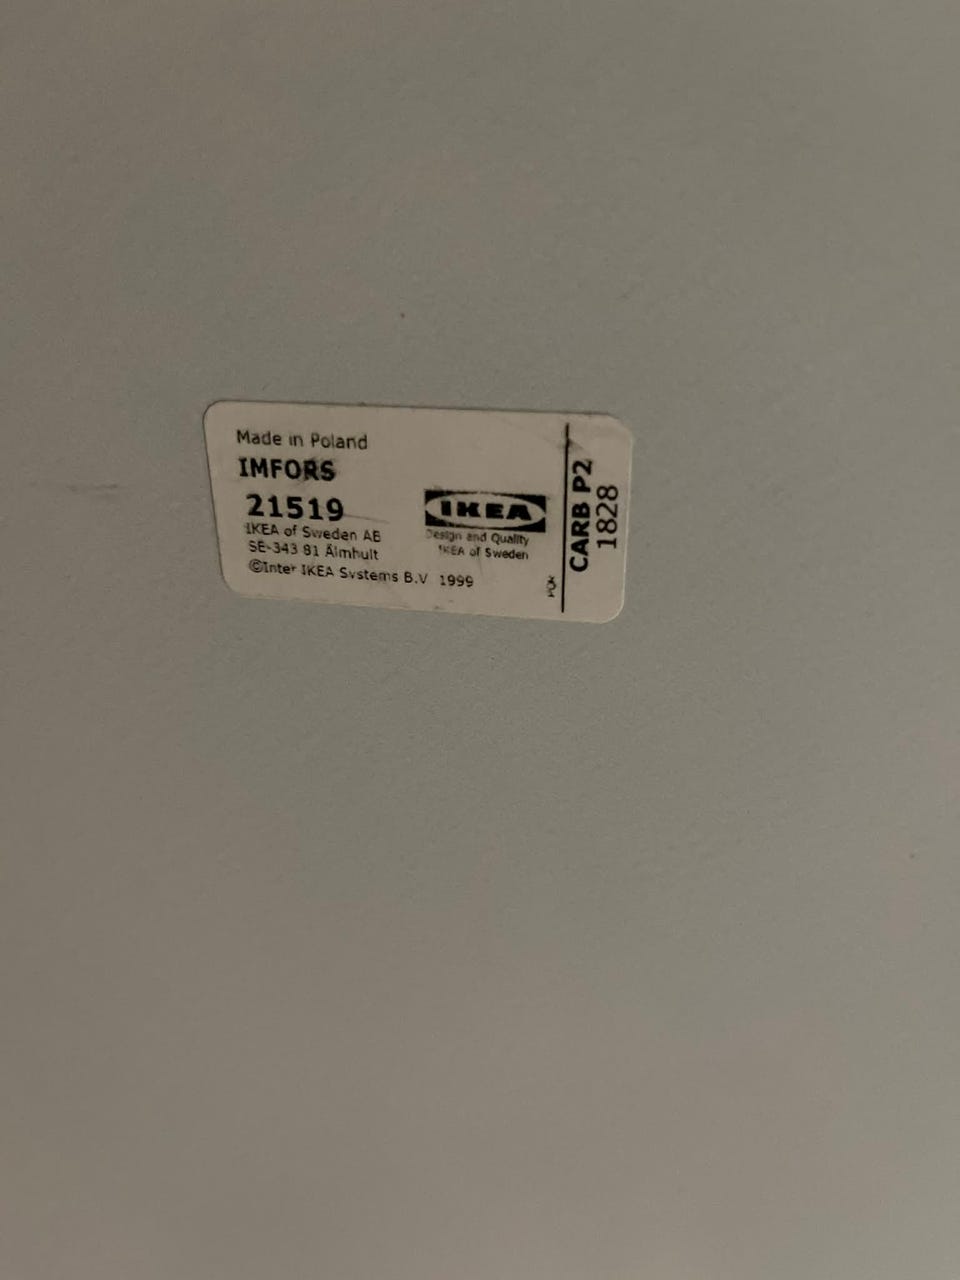 Made in Poland
IMFORS
21519
IKEA of Sweden AB
SE-343 81 Älmhult
©Inter IKEA Systems B.V 1999
IKEA
Design and Quality
IKEA of Sweden
CARB P2
1828